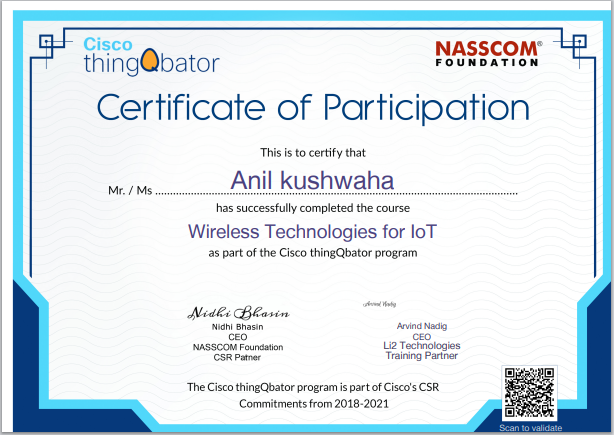 Cisco
thingQbator
NASSCOM®
FOUNDATION
Certificate of Participation
This is to certify that
Mr. / Ms ........ Anil kushwaha ........
has successfully completed the course
Wireless Technologies for IoT
as part of the Cisco thingQbator program
Nidhi Bhasin
Nidhi Bhasin
CEO
NASSCOM Foundation
CSR Patner
Arvind Nadig
Arvind Nadig
CEO
Li2 Technologies
Training Partner
The Cisco thingQbator program is part of Cisco's CSR
Commitments from 2018-2021
Scan to validate